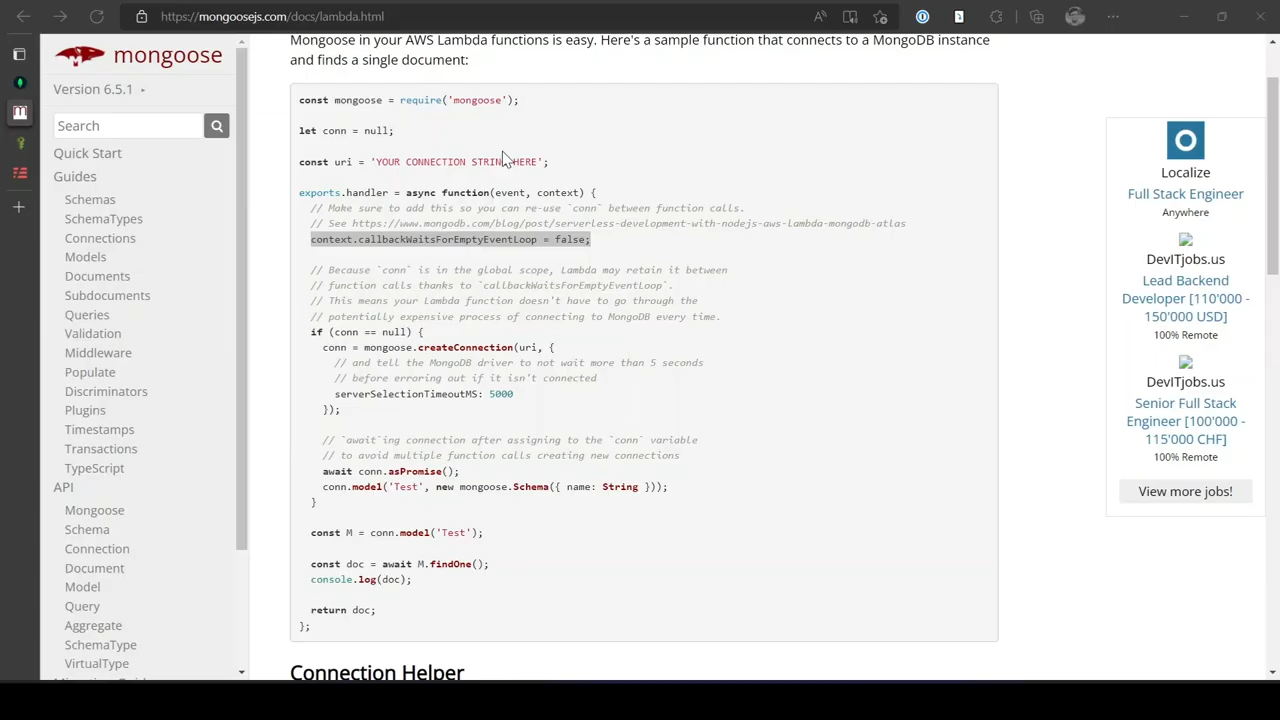 https://mongoosejs.com/docs/lambda.html
mongoose
Version 6.5.1
Search
Quick Start
Guides
Schemas
SchemaTypes
Connections
Models
Documents
Subdocuments
Queries
Validation
Middleware
Populate
Discriminators
Plugins
Timestamps
Transactions
TypeScript
API
Mongoose
Schema
Connection
Document
Model
Query
Aggregate
SchemaType
VirtualType
Mongoose in your AWS Lambda functions is easy. Here's a sample function that connects to a MongoDB instance
and finds a single document:
const mongoose = require('mongoose');
let conn = null;
const uri = 'YOUR CONNECTION STRING HERE';
exports.handler = async function(event, context) {
// Make sure to add this so you can re-use `conn` between function calls.
// See https://www.mongodb.com/blog/post/serverless-development-with-nodejs-aws-lambda-mongodb-atlas
context.callbackWaitsForEmptyEventLoop = false;
// Because `conn` is in the global scope, Lambda may retain it between
// function calls thanks to `callbackWaitsForEmptyEventLoop`.
// This means your Lambda function doesn't have to go through the
// potentially expensive process of connecting to MongoDB every time.
if (conn == null) {
conn = mongoose.createConnection(uri, {
// and tell the MongoDB driver to not wait more than 5 seconds
// before erroring out if it isn't connected
serverSelectionTimeoutMS: 5000
});
// `await`ing connection after assigning to the `conn` variable
// to avoid multiple function calls creating new connections
await conn.asPromise();
conn.model('Test', new mongoose.Schema({ name: String }));
}
const M = conn.model('Test');
const doc = await M.findOne();
console.log(doc);
return doc;
};
Connection Helper
Localize
Full Stack Engineer
Anywhere
DevITjobs.us
Lead Backend
Developer [110'000 -
150'000 USD]
100% Remote
DevITjobs.us
Senior Full Stack
Engineer [100'000 -
115'000 CHF]
100% Remote
View more jobs!